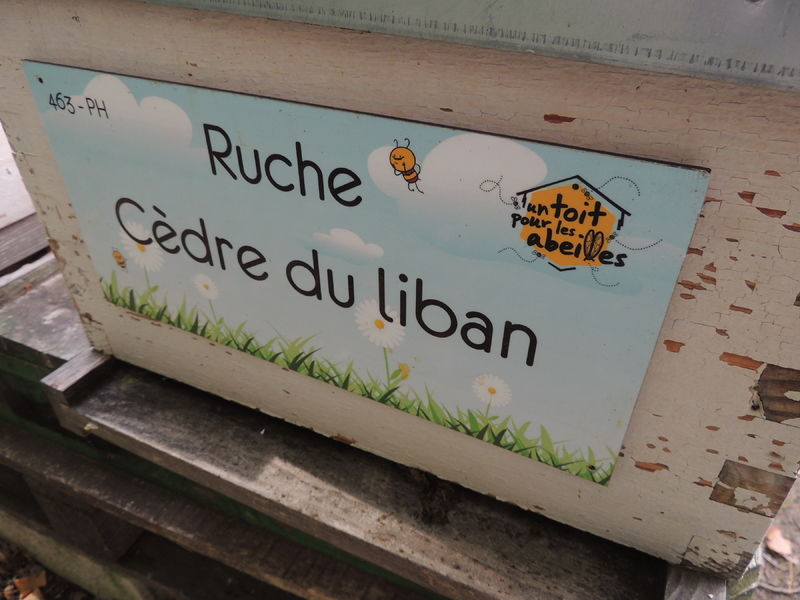 463-PH
Ruche
Cèdre du liban
un toit
pour les
abeilles